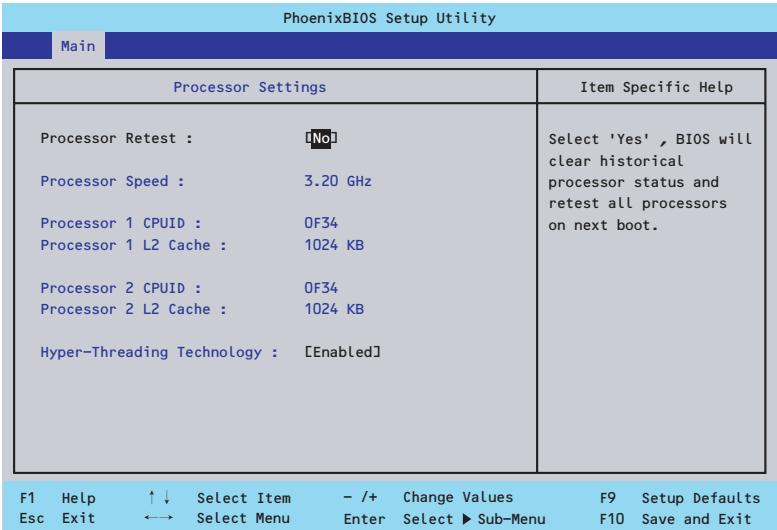 PhoenixBIOS Setup Utility
Main
Processor Settings
Item Specific Help
Processor Retest : [No]
Processor Speed : 3.20 GHz
Processor 1 CPUID : 0F34
Processor 1 L2 Cache : 1024 KB
Processor 2 CPUID : 0F34
Processor 2 L2 Cache : 1024 KB
Hyper-Threading Technology : [Enabled]
Select 'Yes' , BIOS will
clear historical
processor status and
retest all processors
on next boot.
F1 Help ↑↓ Select Item - /+ Change Values F9 Setup Defaults
Esc Exit ←→ Select Menu Enter Select ▶ Sub-Menu F10 Save and Exit